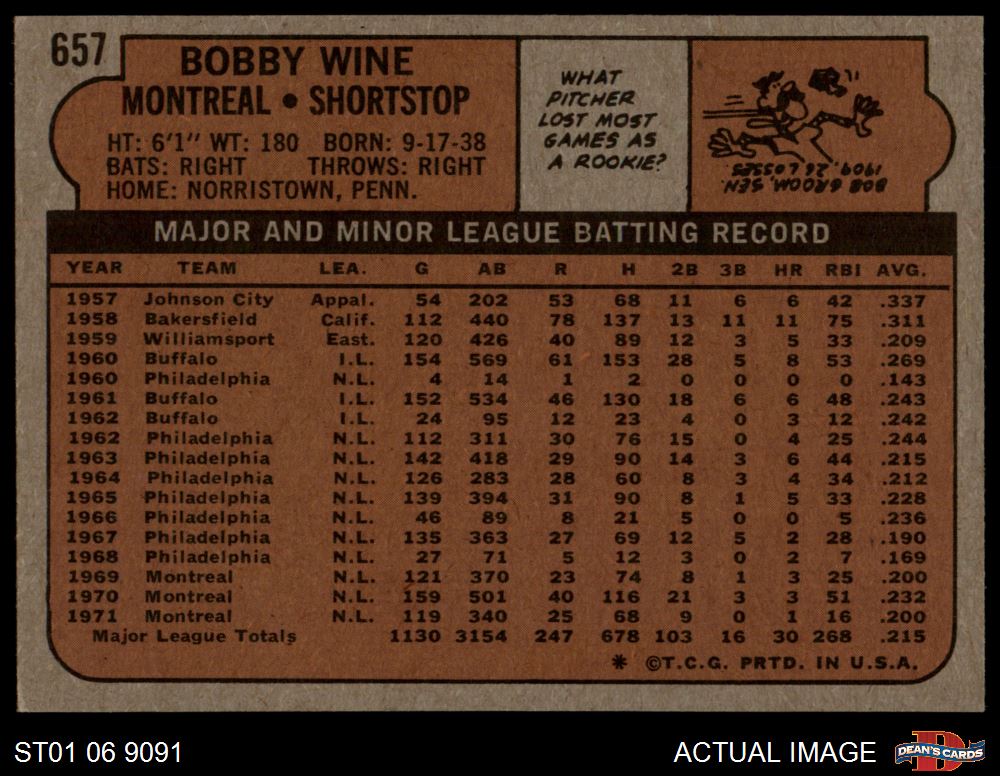 657
BOBBY WINE
MONTREAL • SHORTSTOP
HT: 6'1" WT: 180 BORN: 9-17-38
BATS: RIGHT THROWS: RIGHT
HOME: NORRISTOWN, PENN.
WHAT
PITCHER
LOST MOST
GAMES AS
A ROOKIE?
BOB GROOM, SEN.
1909. 26 LOSSES
MAJOR AND MINOR LEAGUE BATTING RECORD
YEAR TEAM LEA. G AB R H 2B 3B HR RBI AVG.
1957 Johnson City Appal. 54 202 53 68 11 6 6 42 .337
1958 Bakersfield Calif. 112 440 78 137 13 11 11 75 .311
1959 Williamsport East. 120 426 40 89 12 3 5 33 .209
1960 Buffalo I.L. 154 569 61 153 28 5 8 53 .269
1960 Philadelphia N.L. 4 14 1 2 0 0 0 0 .143
1961 Buffalo I.L. 152 534 46 130 18 6 6 48 .243
1962 Buffalo I.L. 24 95 12 23 4 0 3 12 .242
1962 Philadelphia N.L. 112 311 30 76 15 0 4 25 .244
1963 Philadelphia N.L. 142 418 29 90 14 3 6 44 .215
1964 Philadelphia N.L. 126 283 28 60 8 3 4 34 .212
1965 Philadelphia N.L. 139 394 31 90 8 1 5 33 .228
1966 Philadelphia N.L. 46 89 8 21 5 0 0 5 .236
1967 Philadelphia N.L. 135 363 27 69 12 5 2 28 .190
1968 Philadelphia N.L. 27 71 5 12 3 0 2 7 .169
1969 Montreal N.L. 121 370 23 74 8 1 3 25 .200
1970 Montreal N.L. 159 501 40 116 21 3 3 51 .232
1971 Montreal N.L. 119 340 25 68 9 0 1 16 .200
Major League Totals 1130 3154 247 678 103 16 30 268 .215
* ©T.C.G. PRTD. IN U.S.A.
ST01 06 9091
ACTUAL IMAGE
D
DEAN'S CARDS